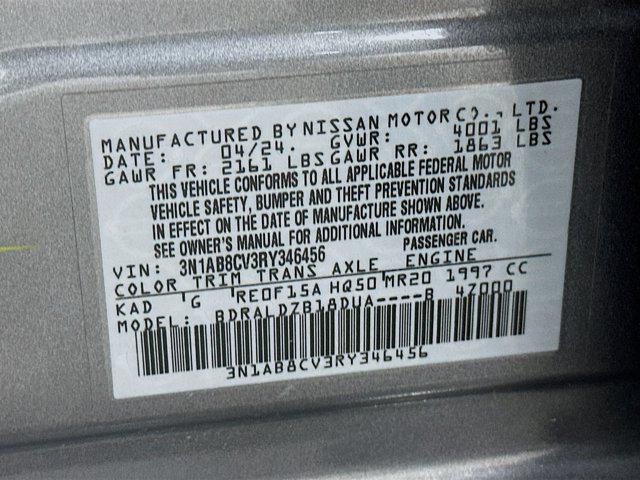 MANUFACTURED BY NISSAN MOTOR CO., LTD.
DATE: 04/24. GVWR: 4001 LBS
GAWR FR: 2161 LBS GAWR RR: 1863 LBS
THIS VEHICLE CONFORMS TO ALL APPLICABLE FEDERAL MOTOR
VEHICLE SAFETY, BUMPER AND THEFT PREVENTION STANDARDS
IN EFFECT ON THE DATE OF MANUFACTURE SHOWN ABOVE.
SEE OWNER'S MANUAL FOR ADDITIONAL INFORMATION.
VIN: 3N1AB8CV3RY346456 PASSENGER CAR.
COLOR TRIM TRANS AXLE ENGINE
KAD G RE0F15A HQ50 MR20 1997 CC
MODEL: BDRALDZB18DUA----B 4Z000
3N1AB8CV3RY346456